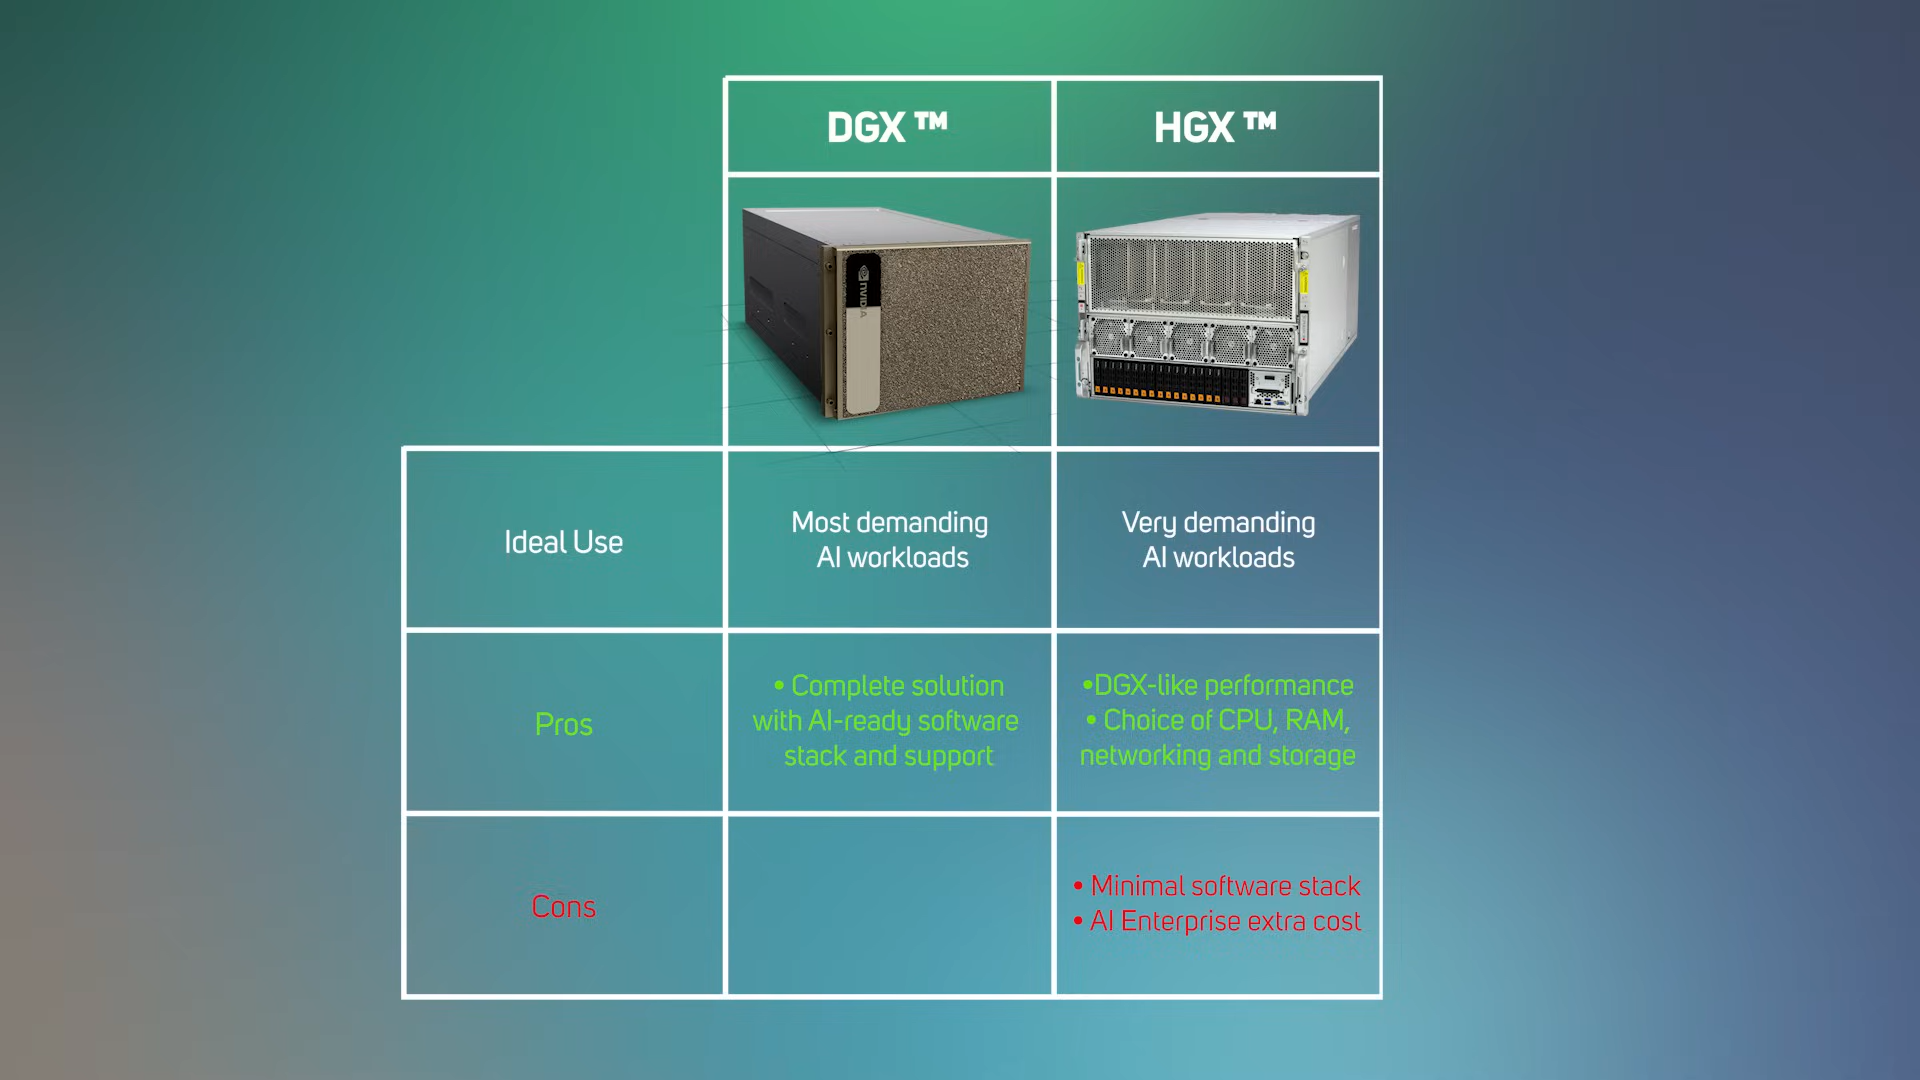 DGX ™
HGX ™
NVIDIA
Ideal Use
Most demanding
AI workloads
Very demanding
AI workloads
Pros
• Complete solution
with AI-ready software
stack and support
•DGX-like performance
• Choice of CPU, RAM,
networking and storage
Cons
• Minimal software stack
• AI Enterprise extra cost